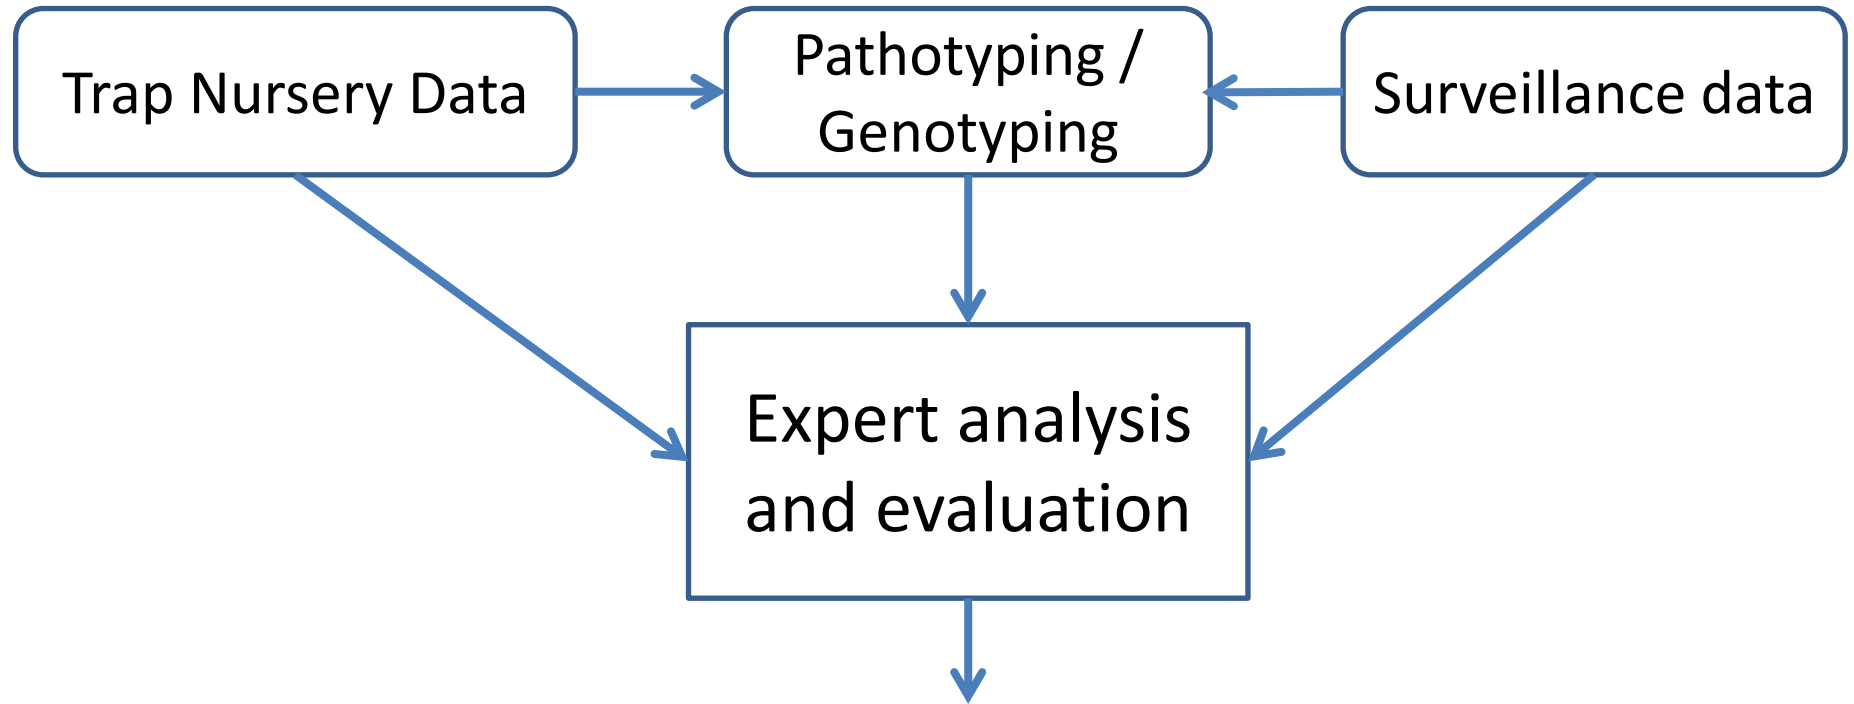 Trap Nursery Data
Pathotyping /
Genotyping
Surveillance data
Expert analysis
and evaluation